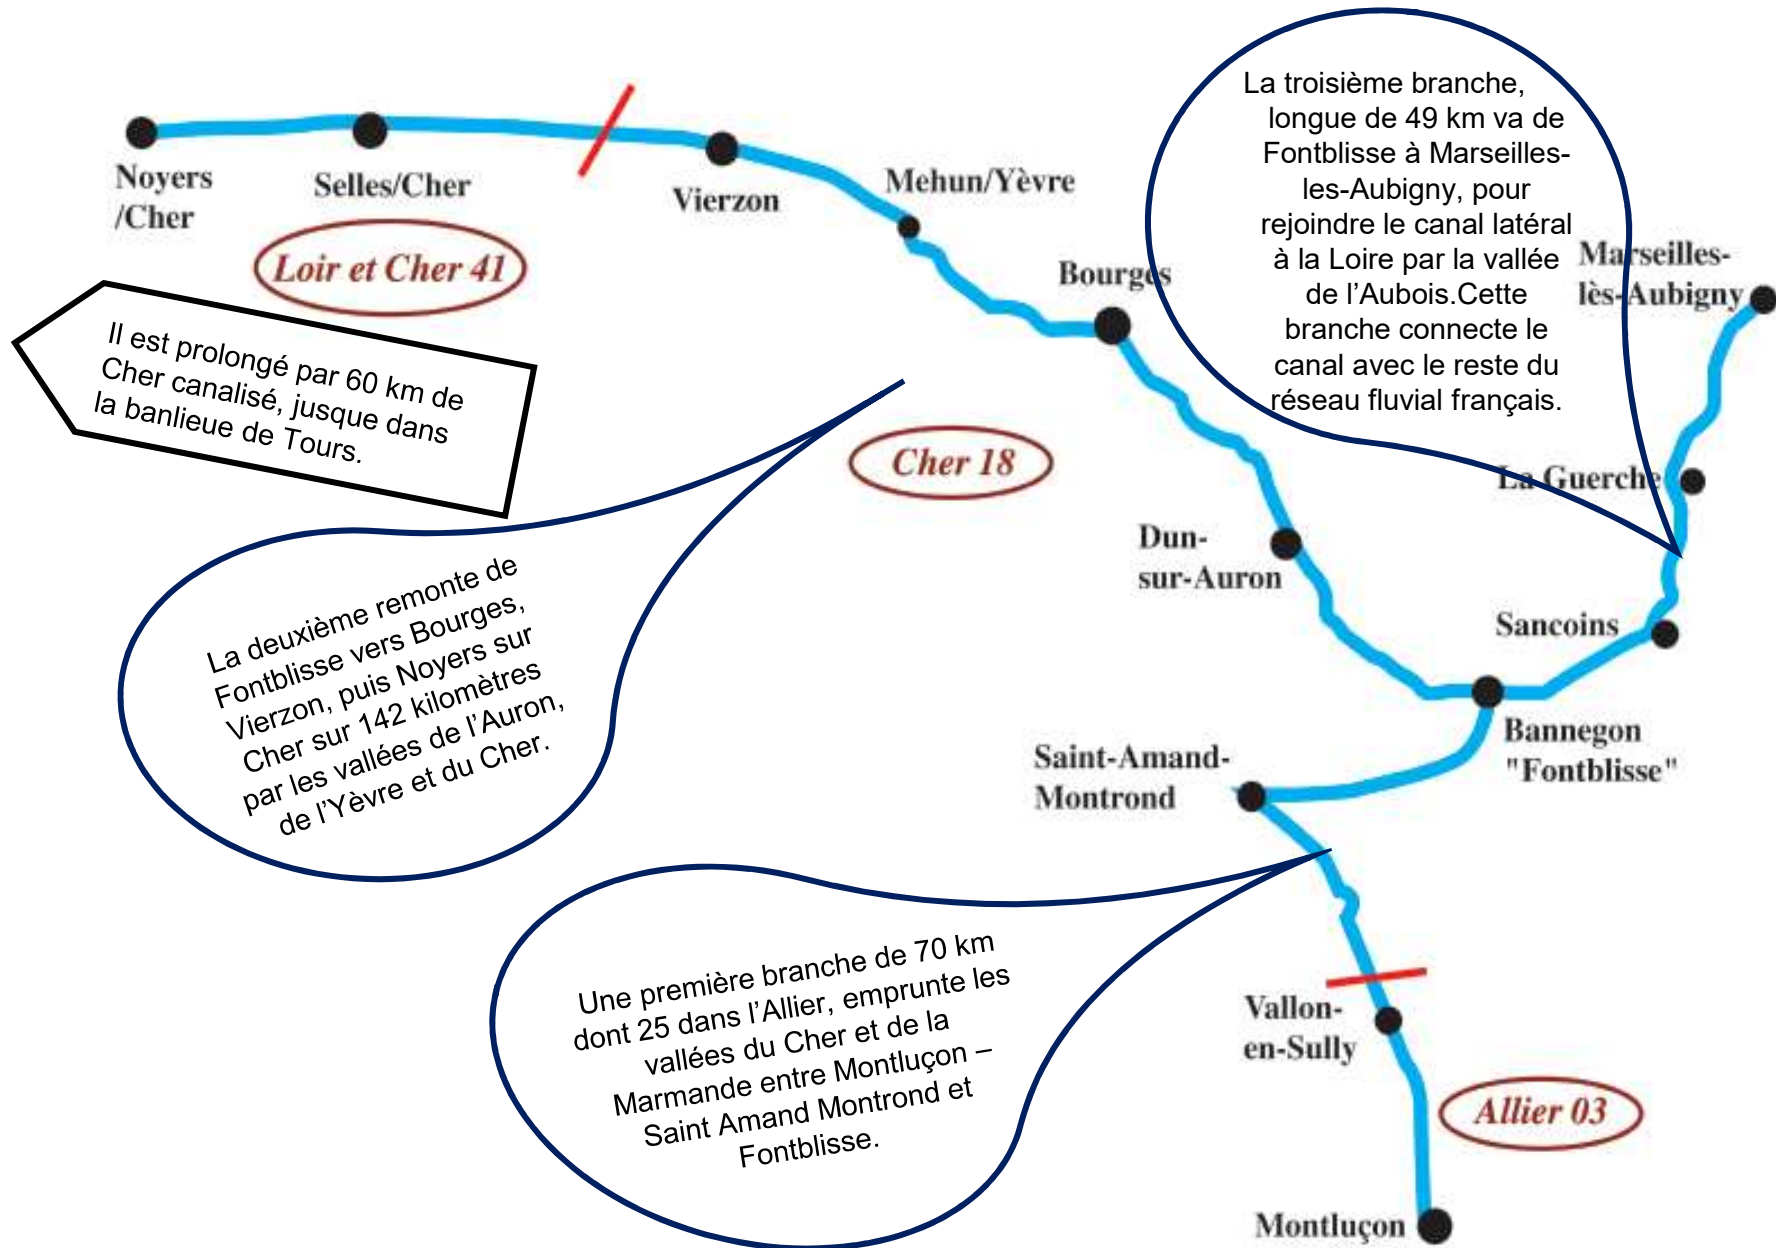 La troisième branche,
longue de 49 km va de
Fontblisse à Marseilles-
les-Aubigny, pour
rejoindre le canal latéral
à la Loire par la vallée
de l’Aubois.Cette
branche connecte le
canal avec le reste du
réseau fluvial français.
Noyers
/Cher
Selles/Cher
Vierzon
Mehun/Yèvre
Bourges
Marseilles-
lès-Aubigny
Loir et Cher 41
Il est prolongé par 60 km de
Cher canalisé, jusque dans
la banlieue de Tours.
Cher 18
La Guerche
Dun-
sur-Auron
Sancoins
La deuxième remonte de
Fontblisse vers Bourges,
Vierzon, puis Noyers sur
Cher sur 142 kilomètres
par les vallées de l’Auron,
de l’Yèvre et du Cher.
Bannegon
"Fontblisse"
Saint-Amand-
Montrond
Une première branche de 70 km
dont 25 dans l’Allier, emprunte les
vallées du Cher et de la
Marmande entre Montluçon –
Saint Amand Montrond et
Fontblisse.
Vallon-
en-Sully
Allier 03
Montluçon